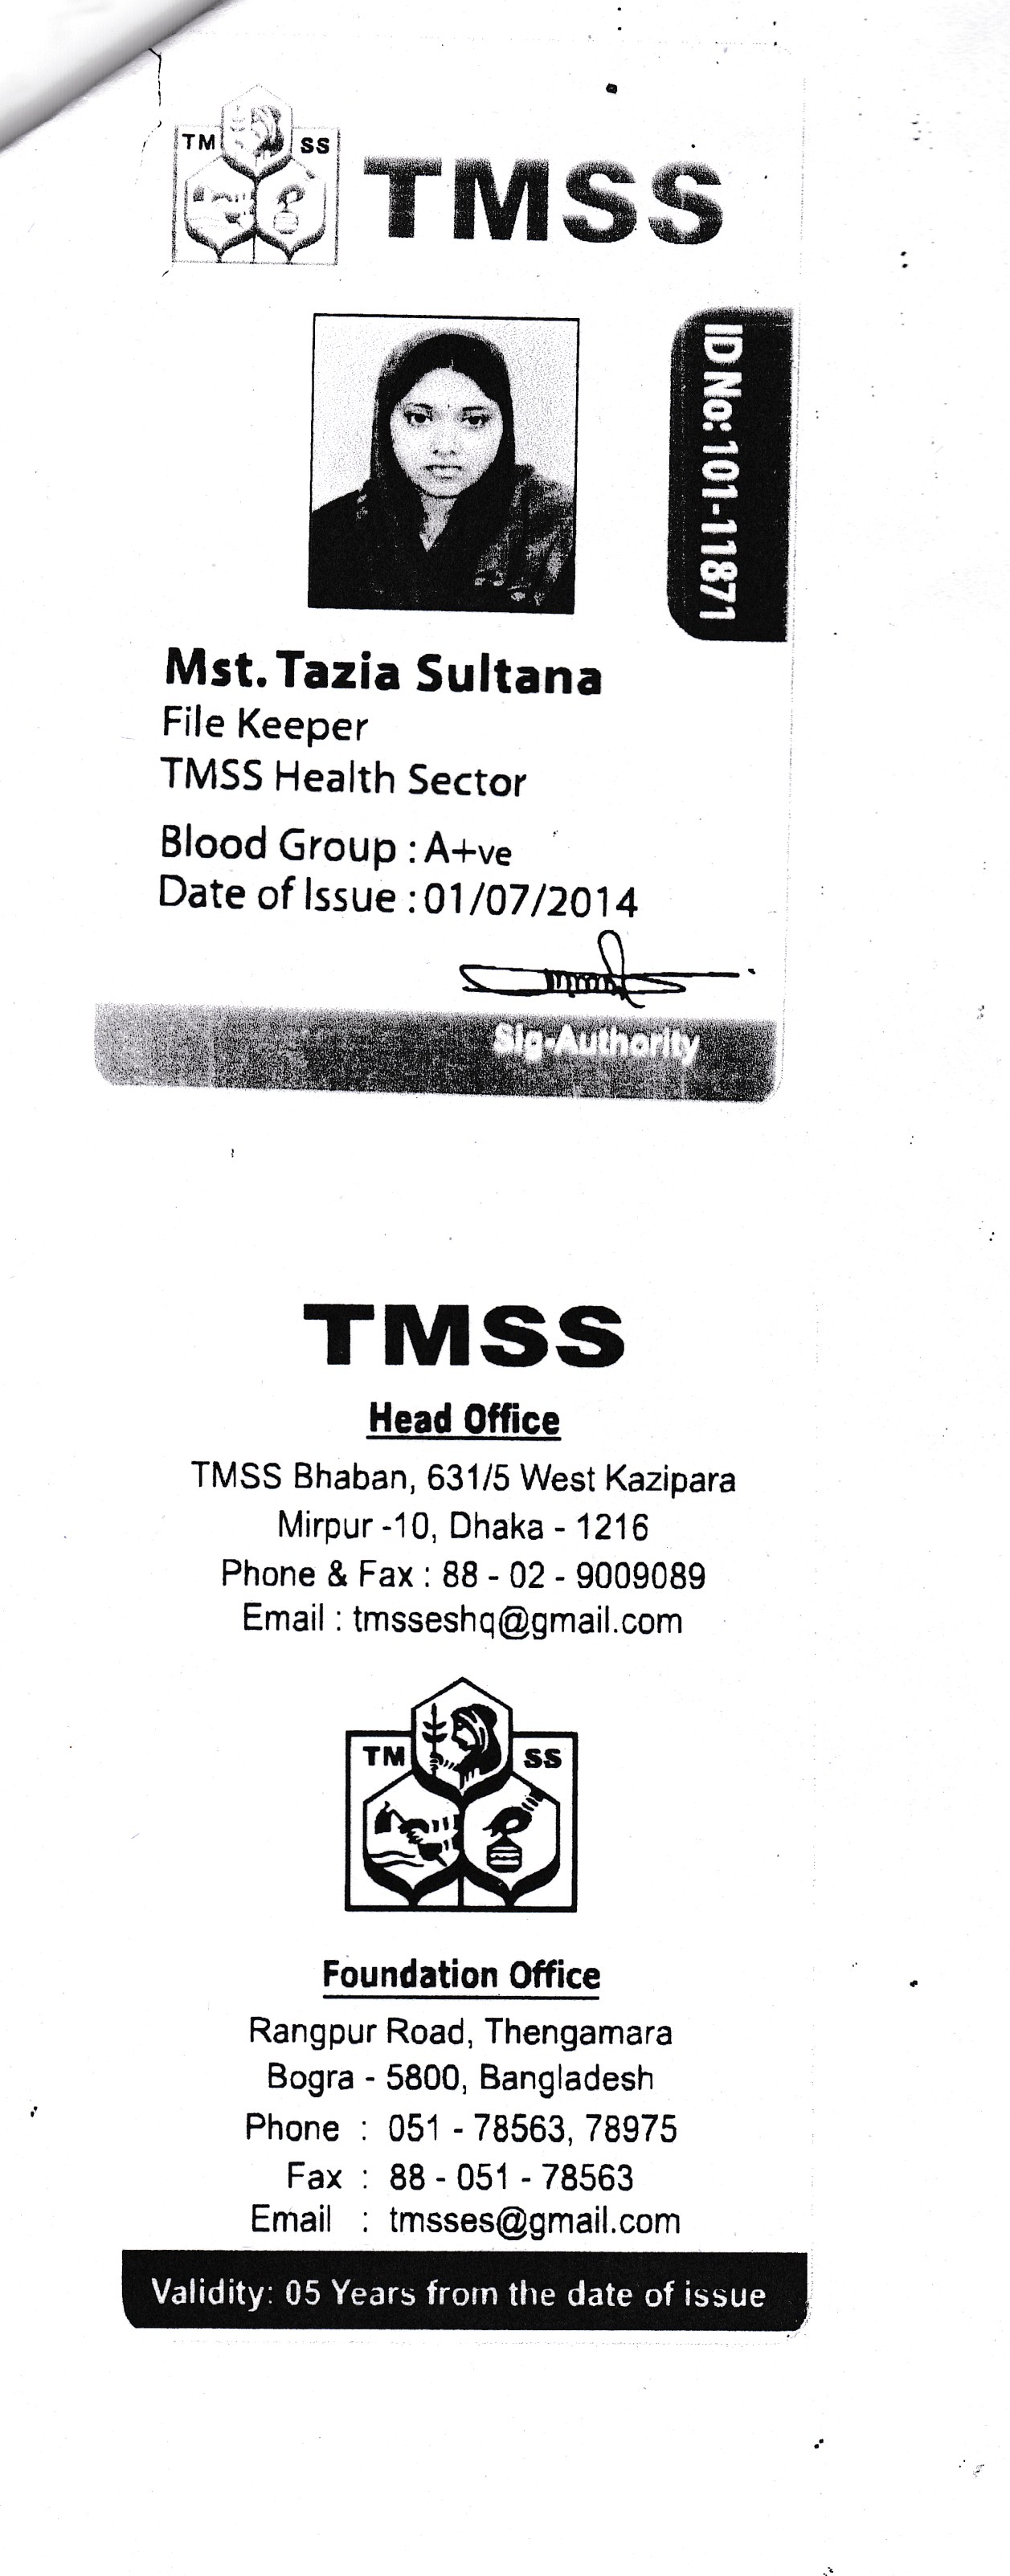 TM SS
TMSS
ID No: 101-11871
Mst. Tazia Sultana
File Keeper
TMSS Health Sector
Blood Group : A+ve
Date of Issue : 01/07/2014
Sig-Authority
TMSS
Head Office
TMSS Bhaban, 631/5 West Kazipara
Mirpur -10, Dhaka - 1216
Phone & Fax : 88 - 02 - 9009089
Email : tmsseshq@gmail.com
TM SS
Foundation Office
Rangpur Road, Thengamara
Bogra - 5800, Bangladesh
Phone : 051 - 78563, 78975
Fax : 88 - 051 - 78563
Email : tmsses@gmail.com
Validity: 05 Years from the date of issue